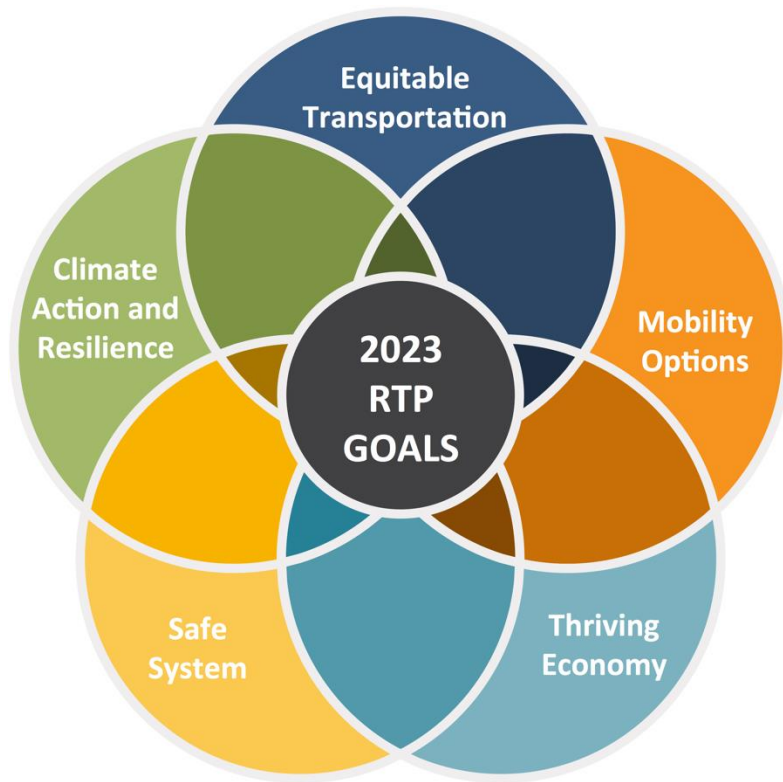 Equitable
Transportation
Climate
Action and
Resilience
Mobility
Options
2023
RTP
GOALS
Safe
System
Thriving
Economy